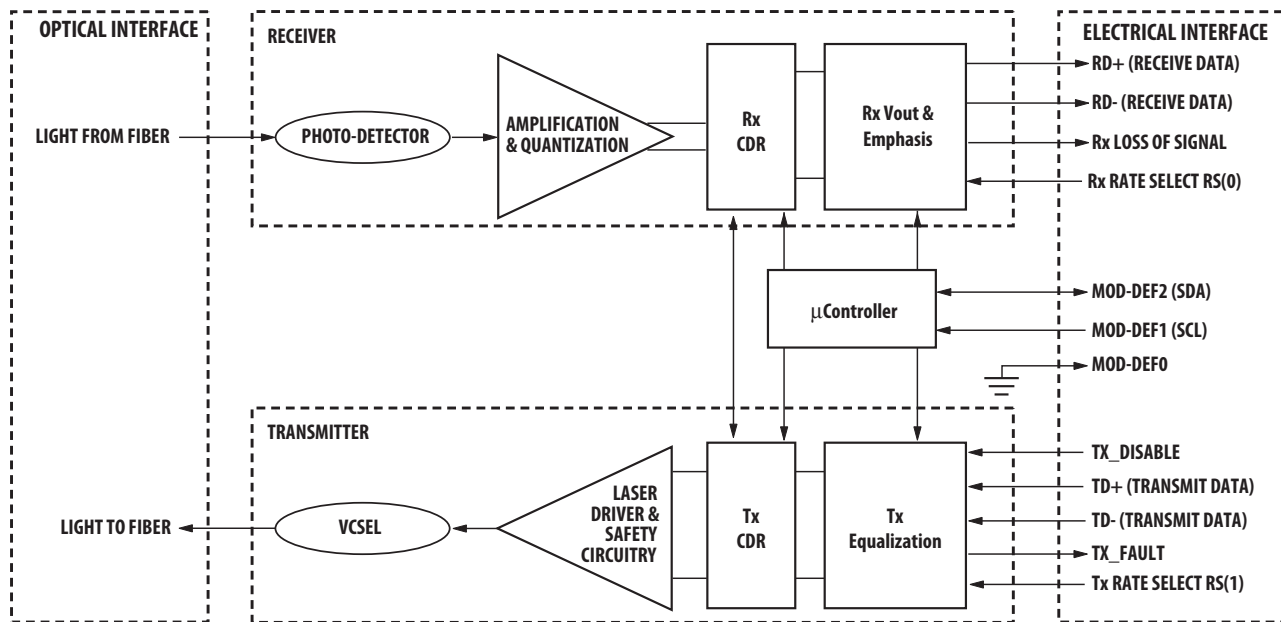 OPTICAL INTERFACE
RECEIVER
ELECTRICAL INTERFACE
LIGHT FROM FIBER
PHOTO-DETECTOR
AMPLIFICATION
& QUANTIZATION
Rx
CDR
Rx Vout &
Emphasis
RD+ (RECEIVE DATA)
RD- (RECEIVE DATA)
Rx LOSS OF SIGNAL
Rx RATE SELECT RS(0)
μController
MOD-DEF2 (SDA)
MOD-DEF1 (SCL)
MOD-DEF0
TRANSMITTER
LIGHT TO FIBER
VCSEL
LASER
DRIVER &
SAFETY
CIRCUITRY
Tx
CDR
Tx
Equalization
TX_DISABLE
TD+ (TRANSMIT DATA)
TD- (TRANSMIT DATA)
TX_FAULT
Tx RATE SELECT RS(1)